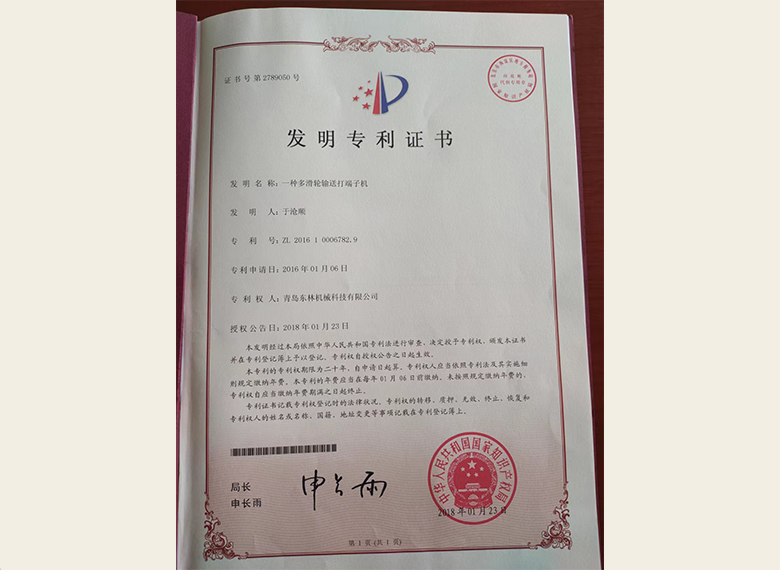 证书号第2789050号
发明专利证书
发 明 名 称：一种多滑轮输送打端子机
发 明 人：于沧顺
专 利 号：ZL 2016 1 0006782.9
专利申请日：2016年01月06日
专 利 权 人：青岛东林机械科技有限公司
授权公告日：2018年01月23日
本发明经过本局依照中华人民共和国专利法进行审查，决定授予专利权，颁发本证书
并在专利登记簿上予以登记。专利权自授权公告之日起生效。
本专利的专利权期限为二十年，自申请日起算。专利权人应当依照专利法及其实施细
则规定缴纳年费。本专利的年费应当在每年01月06日前缴纳。未按照规定缴纳年费的，
专利权自应当缴纳年费期满之日起终止。
专利证书记载专利权登记时的法律状况。专利权的转移、质押、无效、终止、恢复和
专利权人的姓名或名称、国籍、地址变更等事项记载在专利登记簿上。
局长
申长雨
申长雨
中华人民共和国国家知识产权局
2018年01月23日
第 1 页 (共 1 页)